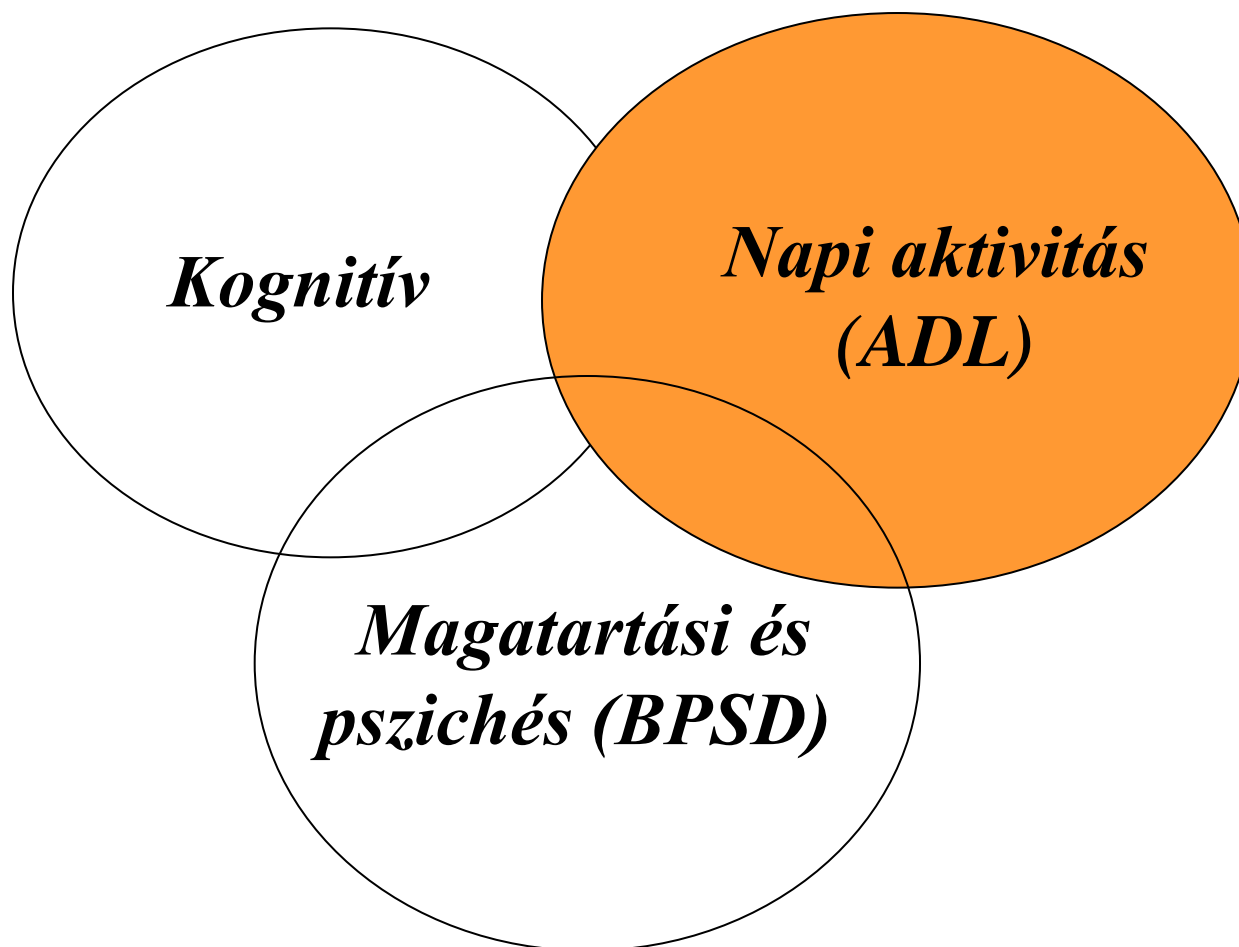 Kognitív
Napi aktivitás
(ADL)
Magatartási és
pszichés (BPSD)